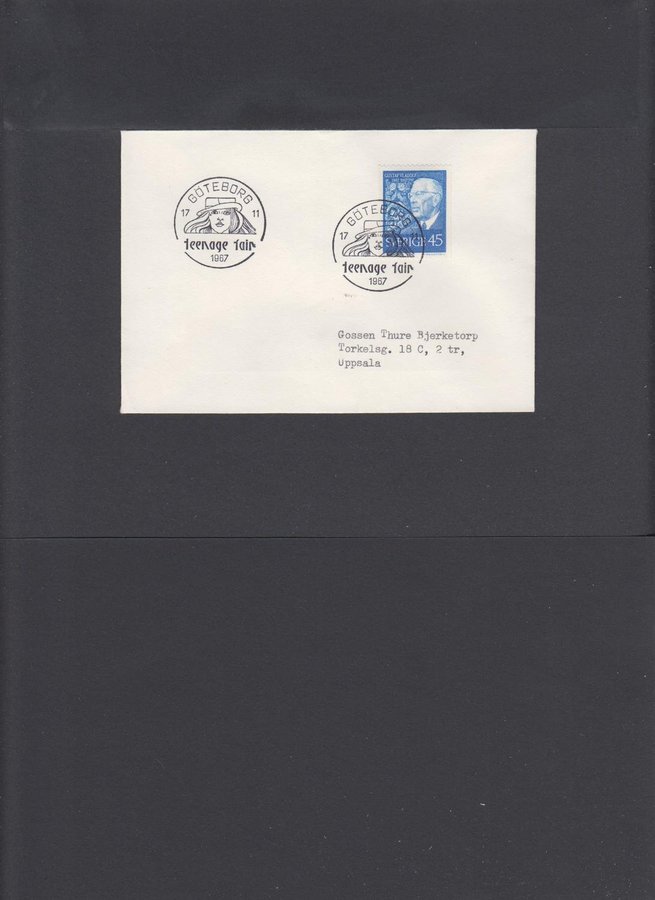 GÖTEBORG
17 11
teenage fair
1967
GUSTAF VI ADOLF
SVERIGE 45
GÖTEBORG
17
teenage fair
1967
Gossen Thure Bjerketorp
Torkelsg. 18 C, 2 tr,
Uppsala